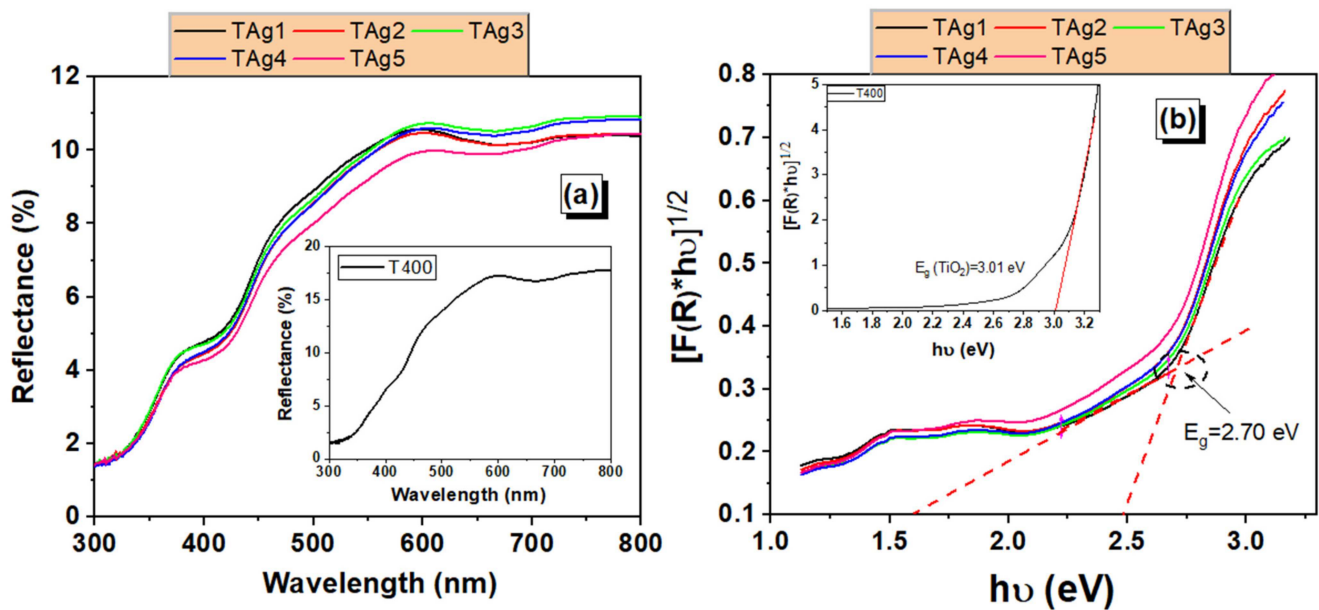 TAg1 TAg2 TAg3
TAg4 TAg5
Reflectance (%)
12
10
8
6
4
2
0
300 400 500 600 700 800
Wavelength (nm)
(a)
T400
Reflectance (%)
20
15
10
5
0
300 400 500 600 700 800
Wavelength (nm)
TAg1 TAg2 TAg3
TAg4 TAg5
[F(R)*hυ]1/2
0.8
0.7
0.6
0.5
0.4
0.3
0.2
0.1
1.0 1.5 2.0 2.5 3.0
hυ (eV)
(b)
T400
[F(R)*hυ]1/2
5
4
3
2
1
0
1.6 1.8 2.0 2.2 2.4 2.6 2.8 3.0 3.2
hυ (eV)
Eg (TiO2)=3.01 eV
Eg=2.70 eV